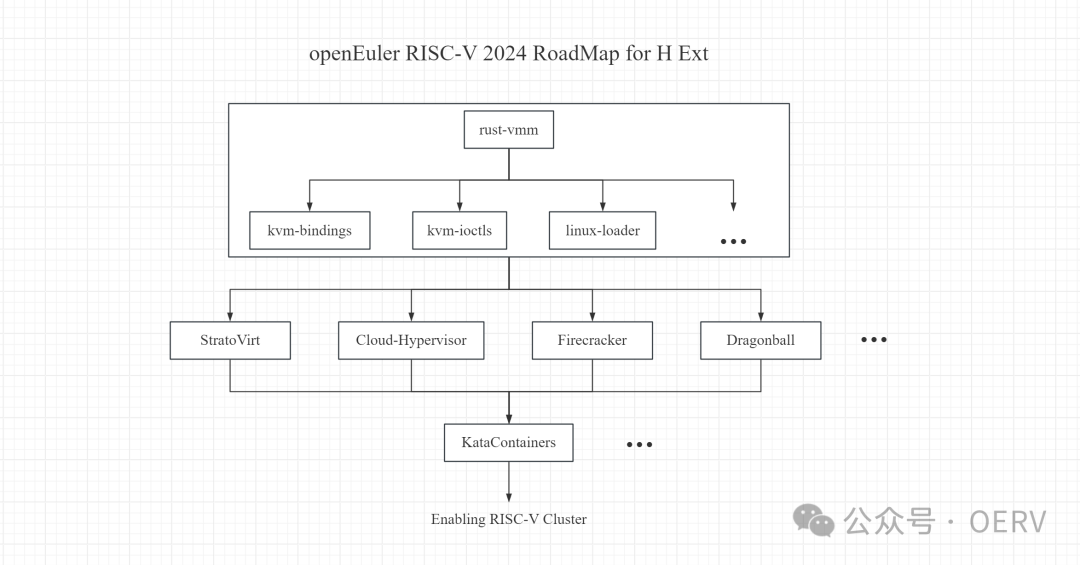 openEuler RISC-V 2024 RoadMap for H Ext
rust-vmm
kvm-bindings kvm-ioctls linux-loader •••
StratoVirt Cloud-Hypervisor Firecracker Dragonball •••
KataContainers •••
Enabling RISC-V Cluster
公众号 · OERV